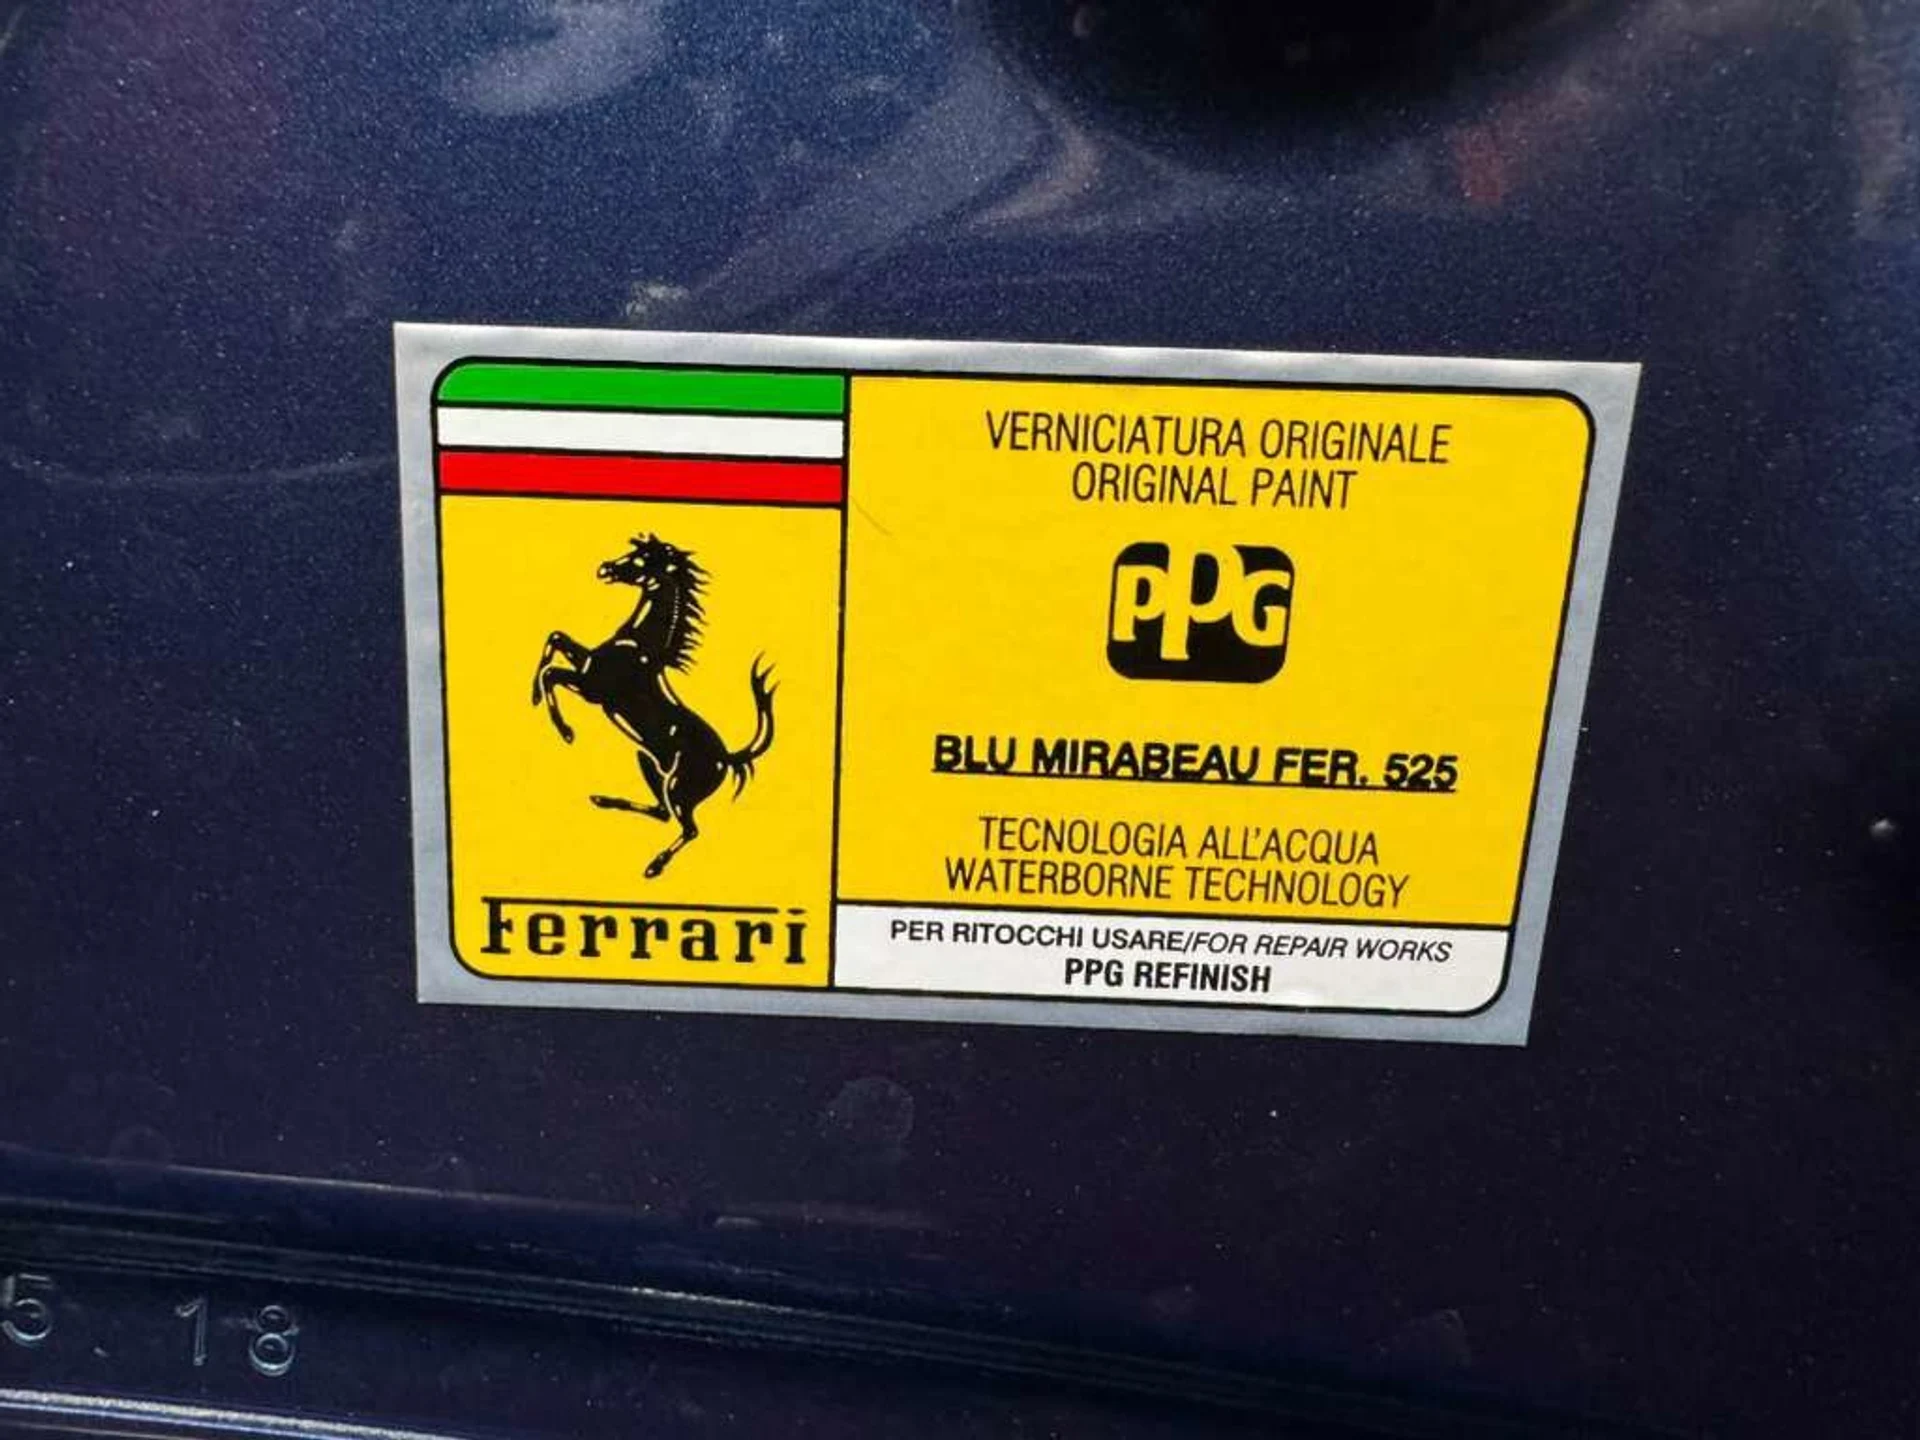 VERNICIATURA ORIGINALE
ORIGINAL PAINT
PPG
BLU MIRABEAU FER. 525
TECNOLOGIA ALL'ACQUA
WATERBORNE TECHNOLOGY
Ferrari
PER RITOCCHI USARE/FOR REPAIR WORKS
PPG REFINISH
5. 18